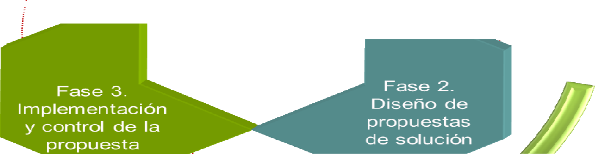 Fase 3.
Implementación
y control de la
propuesta
Fase 2.
Diseño de
propuestas
de solución